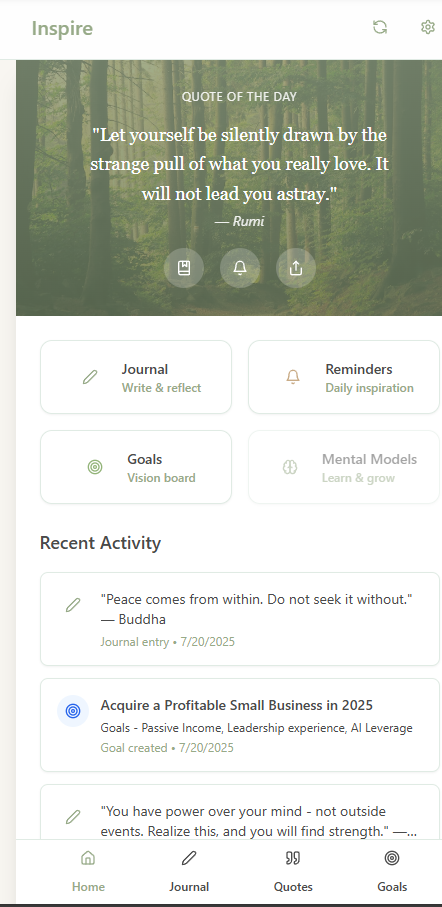 Inspire
QUOTE OF THE DAY
"Let yourself be silently drawn by the
strange pull of what you really love. It
will not lead you astray."
— Rumi
Journal
Write & reflect
Reminders
Daily inspiration
Goals
Vision board
Mental Models
Learn & grow
Recent Activity
"Peace comes from within. Do not seek it without."
— Buddha
Journal entry • 7/20/2025
Acquire a Profitable Small Business in 2025
Goals - Passive Income, Leadership experience, AI Leverage
Goal created • 7/20/2025
"You have power over your mind - not outside
events. Realize this, and you will find strength." —...
Home
Journal
Quotes
Goals